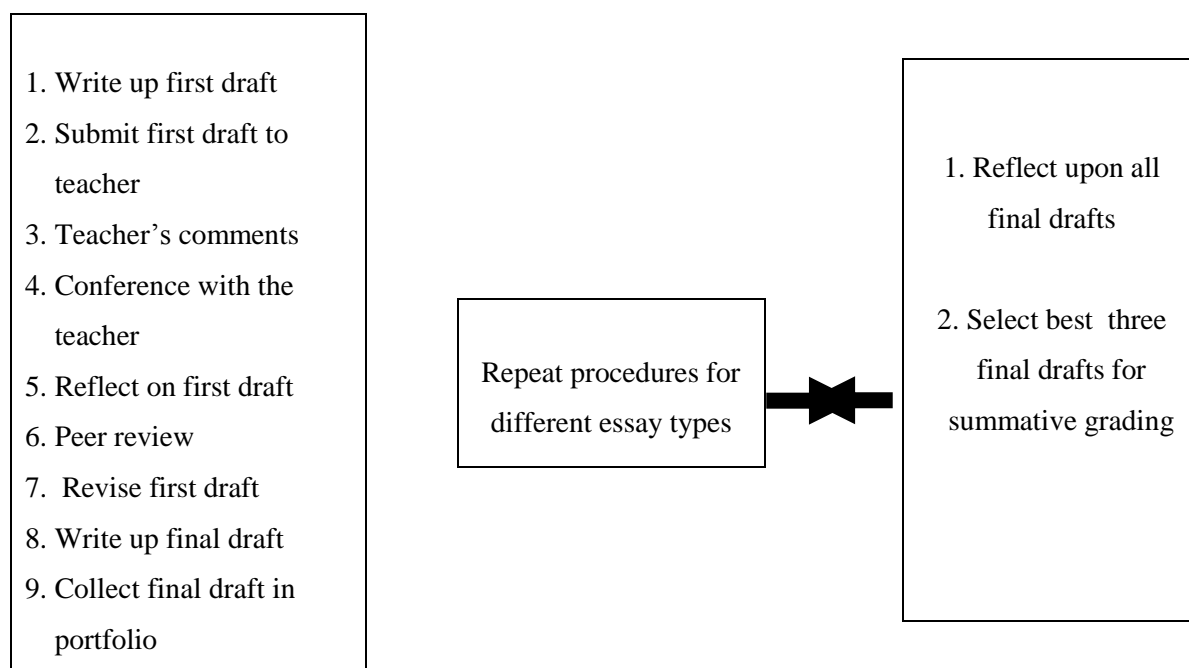 1. Write up first draft
2. Submit first draft to
teacher
3. Teacher’s comments
4. Conference with the
teacher
5. Reflect on first draft
6. Peer review
7. Revise first draft
8. Write up final draft
9. Collect final draft in
portfolio
Repeat procedures for
different essay types
1. Reflect upon all
final drafts
2. Select best three
final drafts for
summative grading